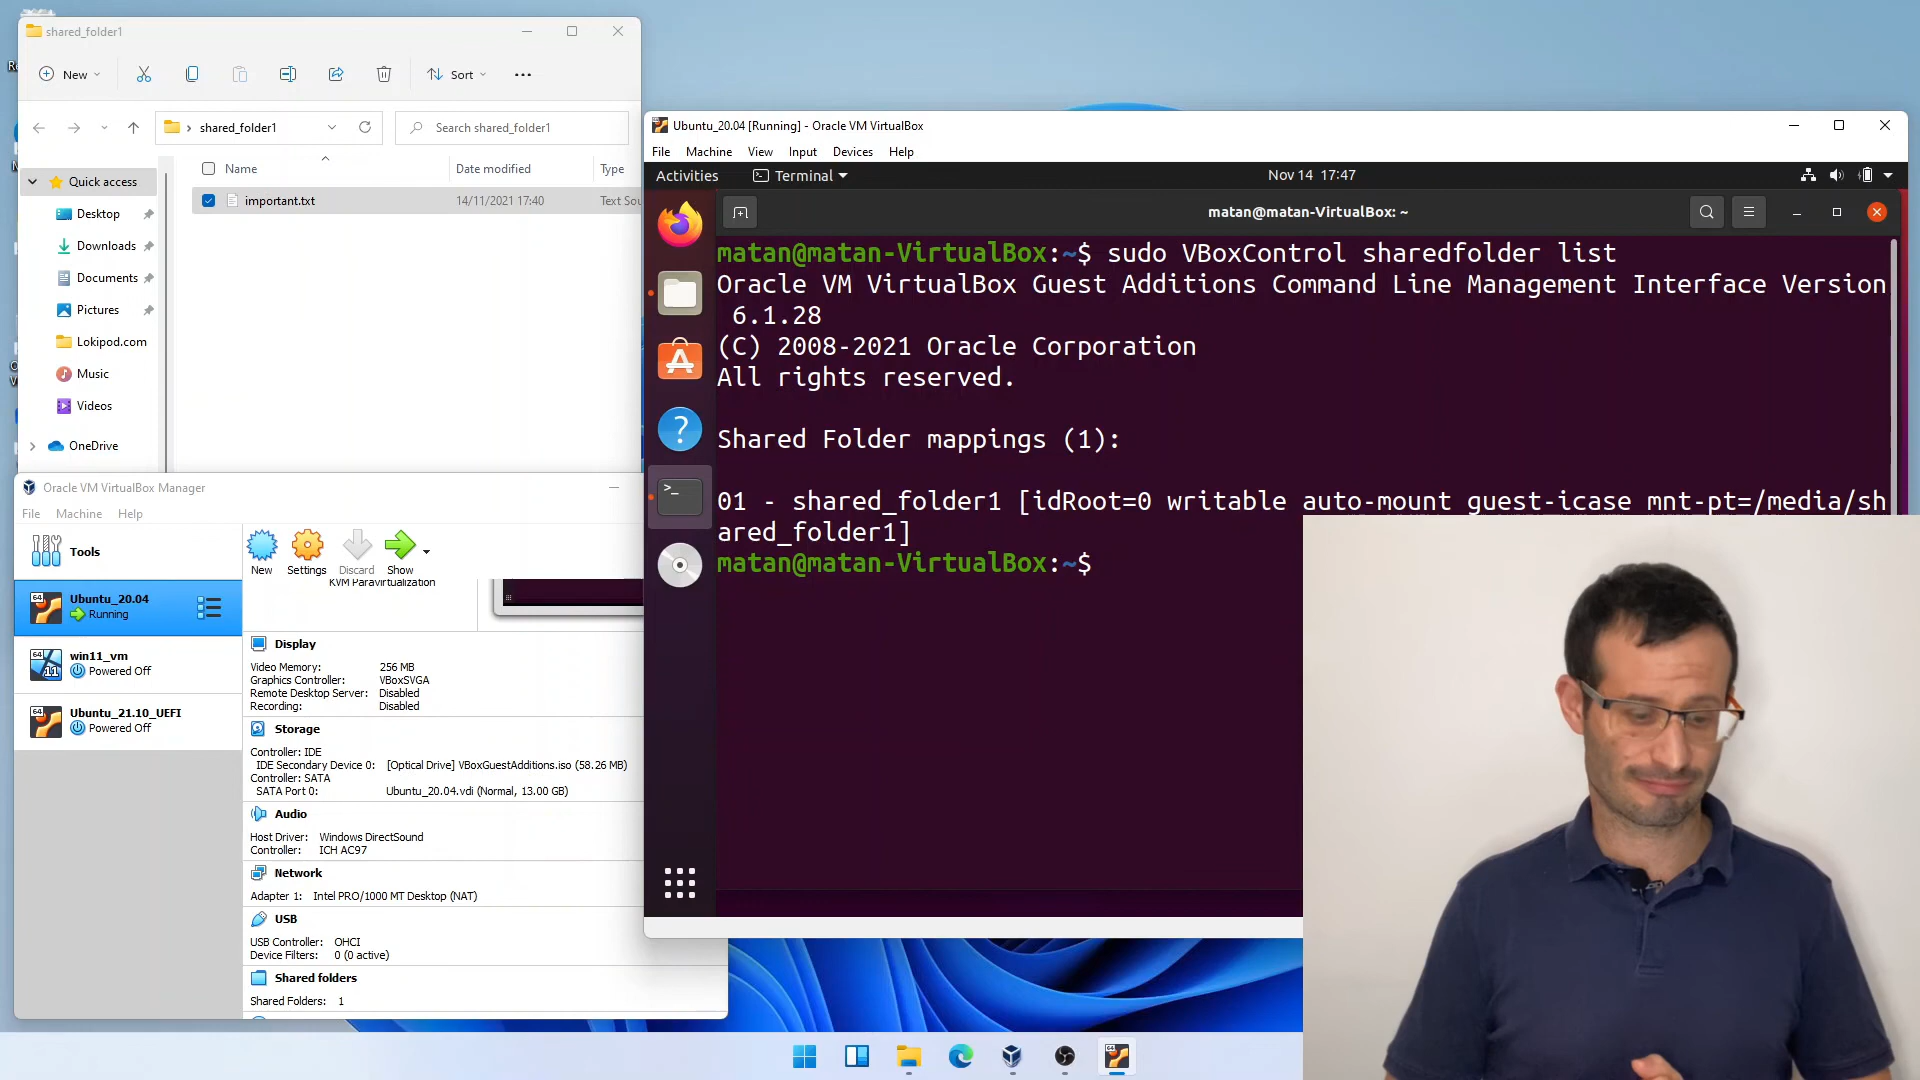 shared_folder1
New
Sort
shared_folder1
Search shared_folder1
Name
Date modified
Type
Quick access
important.txt
14/11/2021 17:40
Text Sou
Desktop
Downloads
Documents
Pictures
Lokipod.com
Music
Videos
OneDrive
Oracle VM VirtualBox Manager
File Machine Help
Tools
New
Settings
Discard
Show
KVM Paravirtualization
Ubuntu_20.04
Running
win11_vm
Powered Off
Ubuntu_21.10_UEFI
Powered Off
Display
Video Memory: 256 MB
Graphics Controller: VBoxSVGA
Remote Desktop Server: Disabled
Recording: Disabled
Storage
Controller: IDE
IDE Secondary Device 0: [Optical Drive] VBoxGuestAdditions.iso (58.26 MB)
Controller: SATA
SATA Port 0: Ubuntu_20.04.vdi (Normal, 13.00 GB)
Audio
Host Driver: Windows DirectSound
Controller: ICH AC97
Network
Adapter 1: Intel PRO/1000 MT Desktop (NAT)
USB
USB Controller: OHCI
Device Filters: 0 (0 active)
Shared folders
Shared Folders: 1
Ubuntu_20.04 [Running] - Oracle VM VirtualBox
File Machine View Input Devices Help
Activities
Terminal
Nov 14 17:47
matan@matan-VirtualBox: ~
matan@matan-VirtualBox:~$ sudo VBoxControl sharedfolder list
Oracle VM VirtualBox Guest Additions Command Line Management Interface Version
6.1.28
(C) 2008-2021 Oracle Corporation
All rights reserved.
Shared Folder mappings (1):
01 - shared_folder1 [idRoot=0 writable auto-mount guest-icase mnt-pt=/media/sh
ared_folder1]
matan@matan-VirtualBox:~$